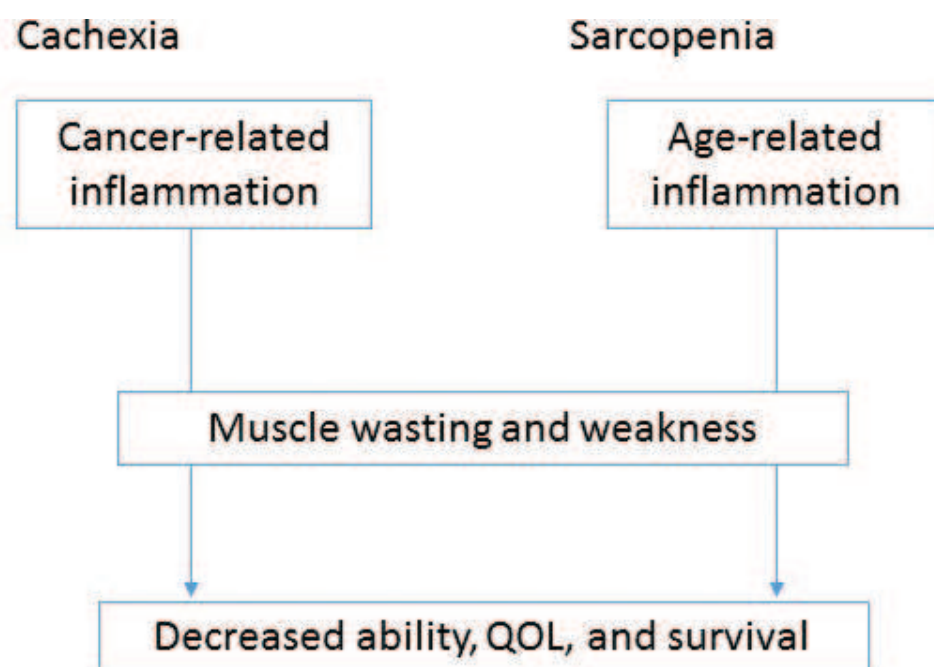 Cachexia
Sarcopenia
Cancer-related
inflammation
Age-related
inflammation
Muscle wasting and weakness
Decreased ability, QOL, and survival